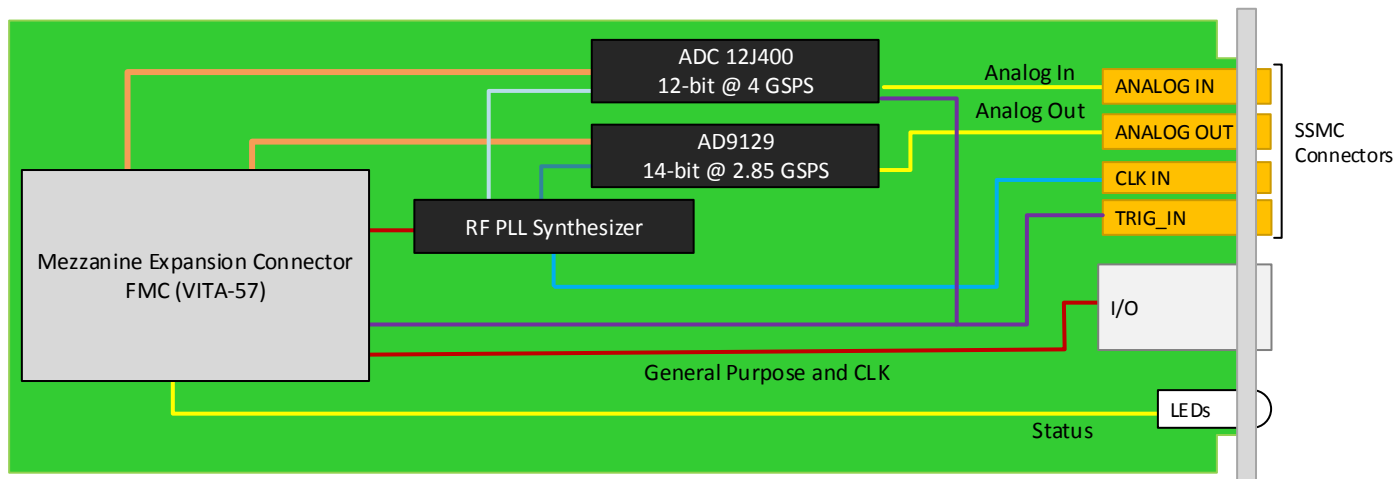 ADC 12J400
12-bit @ 4 GSPS
Analog In
ANALOG IN
Analog Out
ANALOG OUT
SSMC
Connectors
AD9129
14-bit @ 2.85 GSPS
CLK IN
RF PLL Synthesizer
TRIG_IN
Mezzanine Expansion Connector
FMC (VITA-57)
I/O
General Purpose and CLK
LEDs
Status